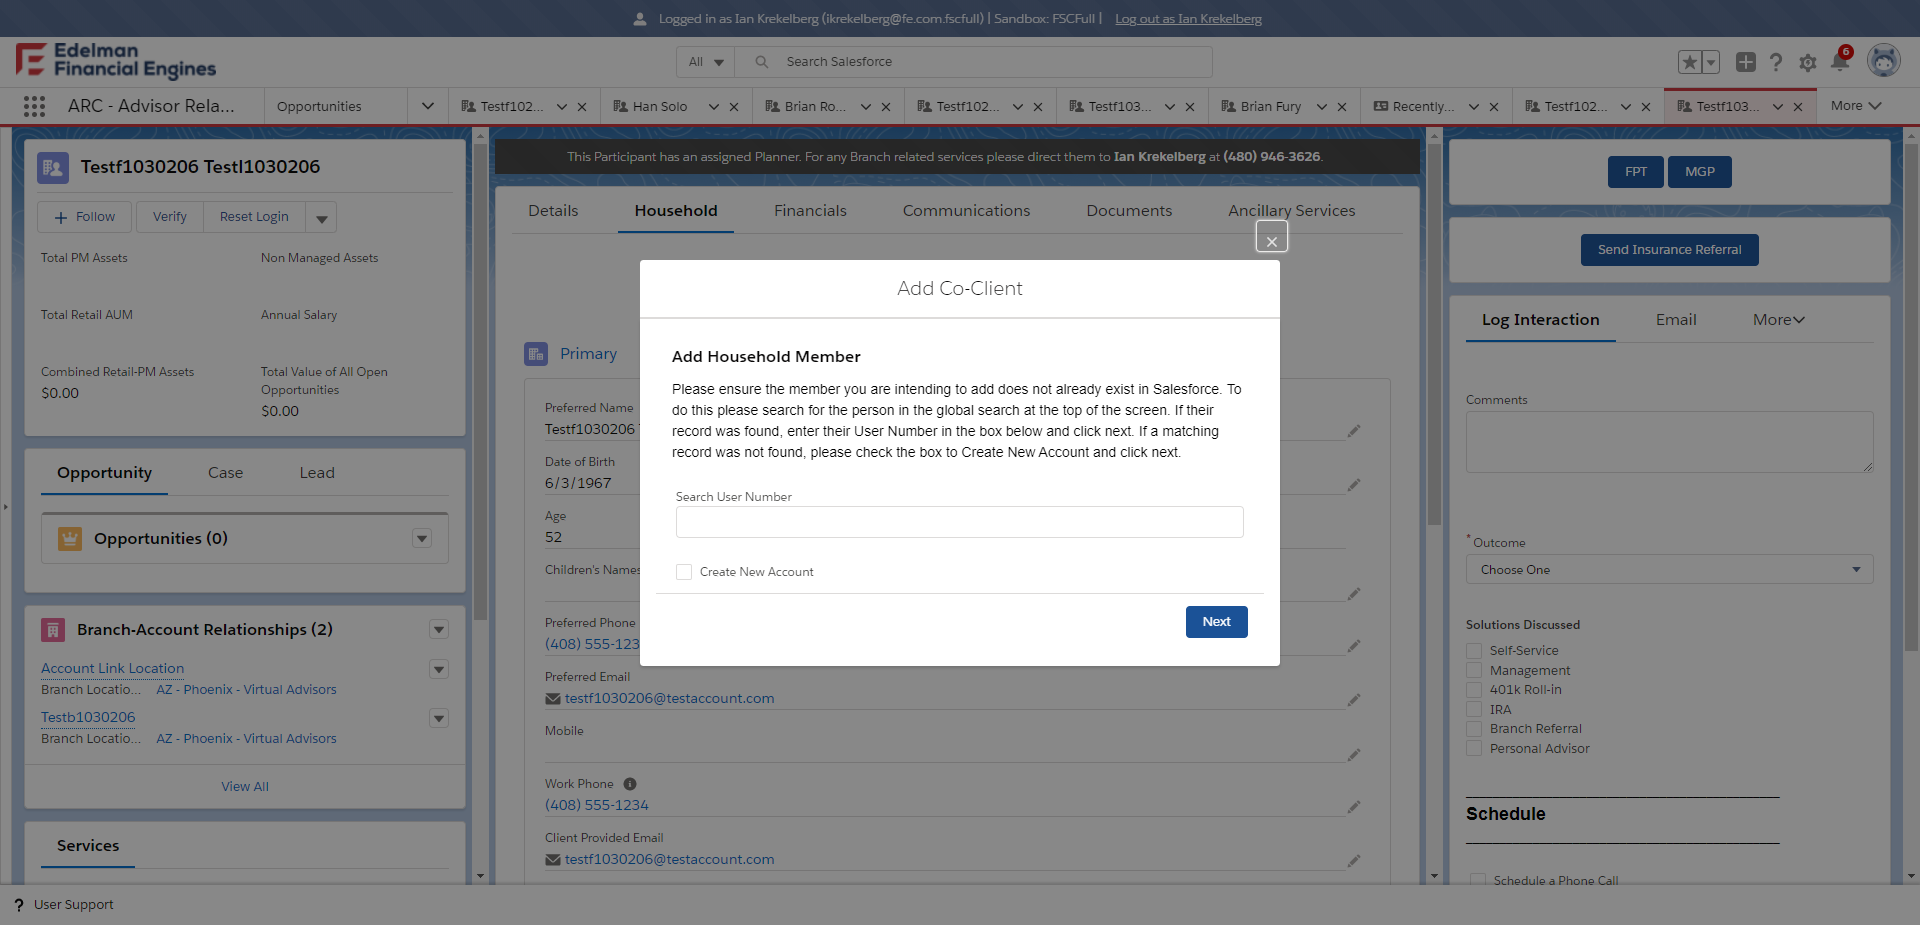 Logged in as Ian Krekelberg (ikrekelberg@fe.com.fscfull) | Sandbox: FSCFull | Log out as Ian Krekelberg
Edelman
Financial Engines
All
Search Salesforce
6
ARC - Advisor Rela...
Opportunities
Testf102...
Han Solo
Brian Ro...
Testf102...
Testf103...
Brian Fury
Recently...
Testf102...
Testf103...
More
Testf1030206 Testl1030206
Follow
Verify
Reset Login
Total PM Assets
Non Managed Assets
Total Retail AUM
Annual Salary
Combined Retail-PM Assets
$0.00
Total Value of All Open
Opportunities
$0.00
Opportunity
Case
Lead
Opportunities (0)
Branch-Account Relationships (2)
Account Link Location
Branch Locatio... AZ - Phoenix - Virtual Advisors
Testb1030206
Branch Locatio... AZ - Phoenix - Virtual Advisors
View All
Services
This Participant has an assigned Planner. For any Branch related services please direct them to Ian Krekelberg at (480) 946-3626.
Details
Household
Financials
Communications
Documents
Ancillary Services
Primary
Preferred Name
Testf1030206
Date of Birth
6/3/1967
Age
52
Children's Names
Preferred Phone
(408) 555-123
Preferred Email
testf1030206@testaccount.com
Mobile
Work Phone
(408) 555-1234
Client Provided Email
testf1030206@testaccount.com
Add Co-Client
Add Household Member
Please ensure the member you are intending to add does not already exist in Salesforce. To
do this please search for the person in the global search at the top of the screen. If their
record was found, enter their User Number in the box below and click next. If a matching
record was not found, please check the box to Create New Account and click next.
Search User Number
Create New Account
Next
FPT
MGP
Send Insurance Referral
Log Interaction
Email
More
Comments
* Outcome
Choose One
Solutions Discussed
Self-Service
Management
401k Roll-in
IRA
Branch Referral
Personal Advisor
Schedule
Schedule a Phone Call
? User Support